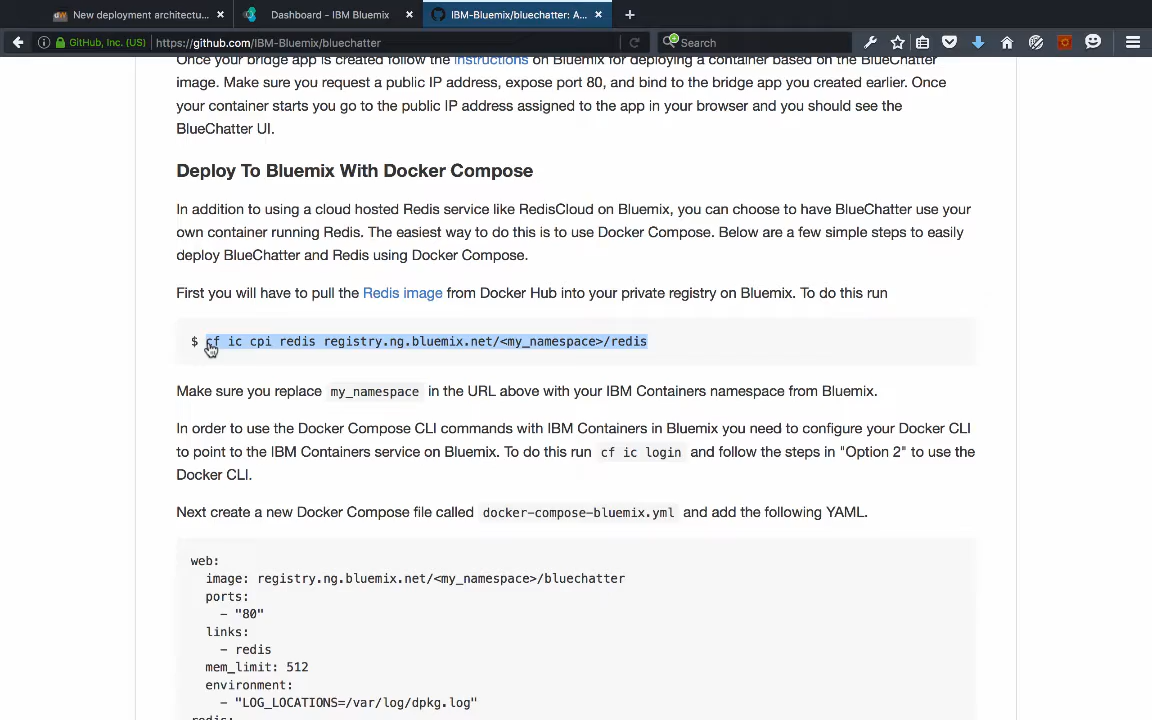 New deployment architectu...
Dashboard - IBM Bluemix
IBM-Bluemix/bluechatter: A...
GitHub, Inc. (US)
https://github.com/IBM-Bluemix/bluechatter
Search
Once your bridge app is created follow the instructions on Bluemix for deploying a container based on the BlueChatter
image. Make sure you request a public IP address, expose port 80, and bind to the bridge app you created earlier. Once
your container starts you go to the public IP address assigned to the app in your browser and you should see the
BlueChatter UI.
Deploy To Bluemix With Docker Compose
In addition to using a cloud hosted Redis service like RedisCloud on Bluemix, you can choose to have BlueChatter use your
own container running Redis. The easiest way to do this is to use Docker Compose. Below are a few simple steps to easily
deploy BlueChatter and Redis using Docker Compose.
First you will have to pull the Redis image from Docker Hub into your private registry on Bluemix. To do this run
$ cf ic cpi redis registry.ng.bluemix.net/<my_namespace>/redis
Make sure you replace my_namespace in the URL above with your IBM Containers namespace from Bluemix.
In order to use the Docker Compose CLI commands with IBM Containers in Bluemix you need to configure your Docker CLI
to point to the IBM Containers service on Bluemix. To do this run cf ic login and follow the steps in "Option 2" to use the
Docker CLI.
Next create a new Docker Compose file called docker-compose-bluemix.yml and add the following YAML.
web:
image: registry.ng.bluemix.net/<my_namespace>/bluechatter
ports:
- "80"
links:
- redis
mem_limit: 512
environment:
- "LOG_LOCATIONS=/var/log/dpkg.log"
redis: